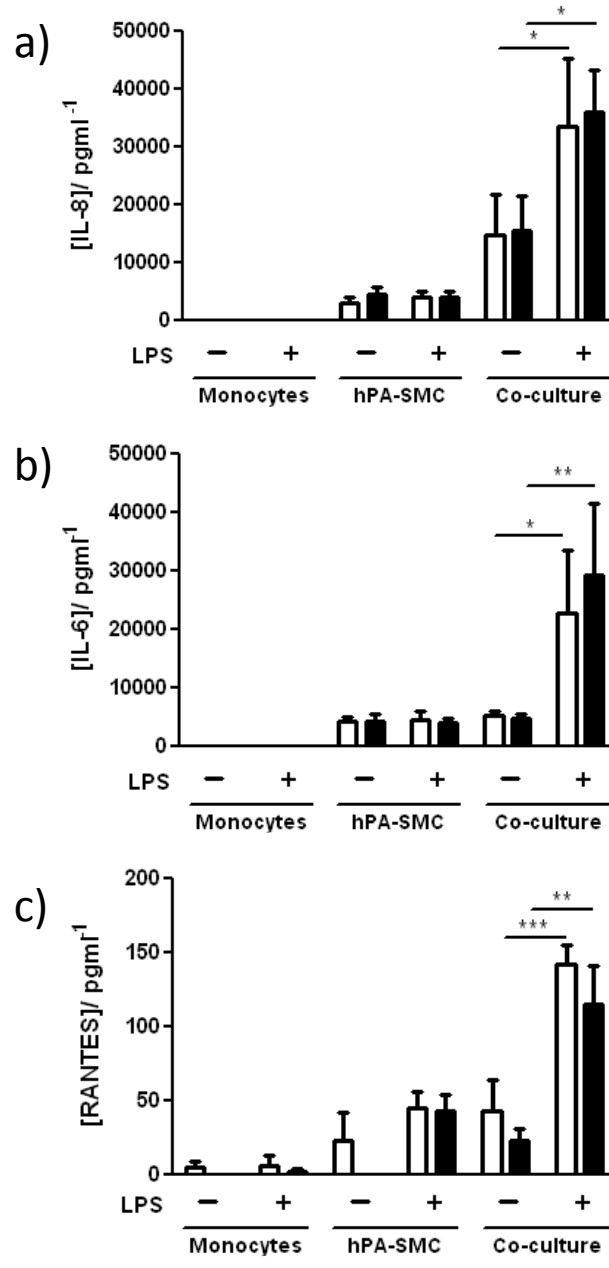 a)
[IL-8]/ pgml⁻¹
50000
40000
30000
20000
10000
0
* *
LPS − + − + − +
Monocytes hPA-SMC Co-culture
b)
[IL-6]/ pgml⁻¹
50000
40000
30000
20000
10000
0
* **
LPS − + − + − +
Monocytes hPA-SMC Co-culture
c)
[RANTES]/ pgml⁻¹
200
150
100
50
0
*** **
LPS − + − + − +
Monocytes hPA-SMC Co-culture